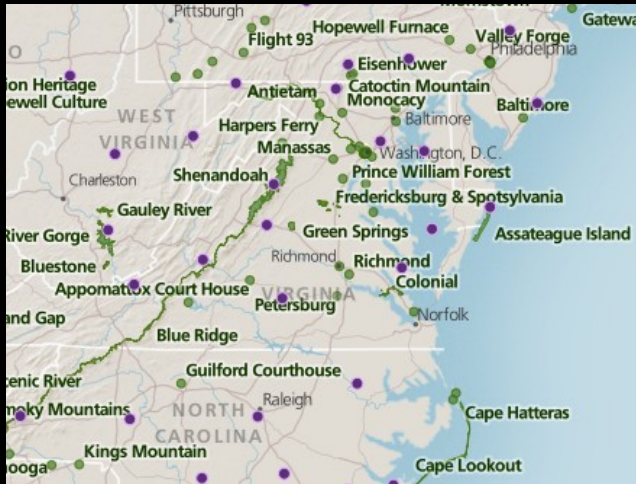 Pittsburgh
Hopewell Furnace
Gatewa
Flight 93
Valley Forge
Philadelphia
Eisenhower
ion Heritage
Catoctin Mountain
ewell Culture
Antietam
Monocacy
Baltimore
WEST
VIRGINIA
Baltimore
Harpers Ferry
Manassas
Washington, D.C.
Charleston
Shenandoah
Prince William Forest
Fredericksburg & Spotsylvania
Gauley River
River Gorge
Green Springs
Assateague Island
Bluestone
Richmond
Richmond
Appomattox Court House
Colonial
VIRGINIA
Petersburg
and Gap
Norfolk
Blue Ridge
cenic River
Guilford Courthouse
moky Mountains
NORTH
CAROLINA
Raleigh
Cape Hatteras
Kings Mountain
nooga
Cape Lookout